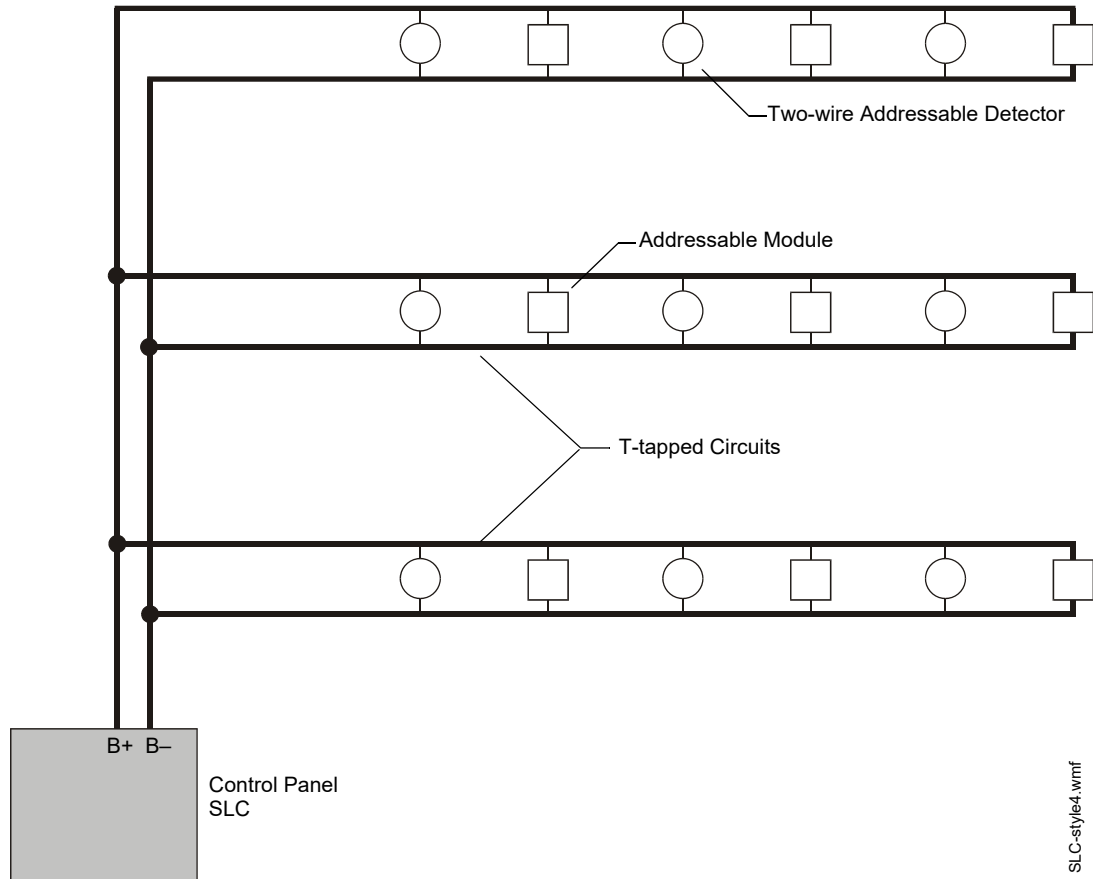 Two-wire Addressable Detector
Addressable Module
T-tapped Circuits
B+ B–
Control Panel
SLC
SLC-style4.wmf